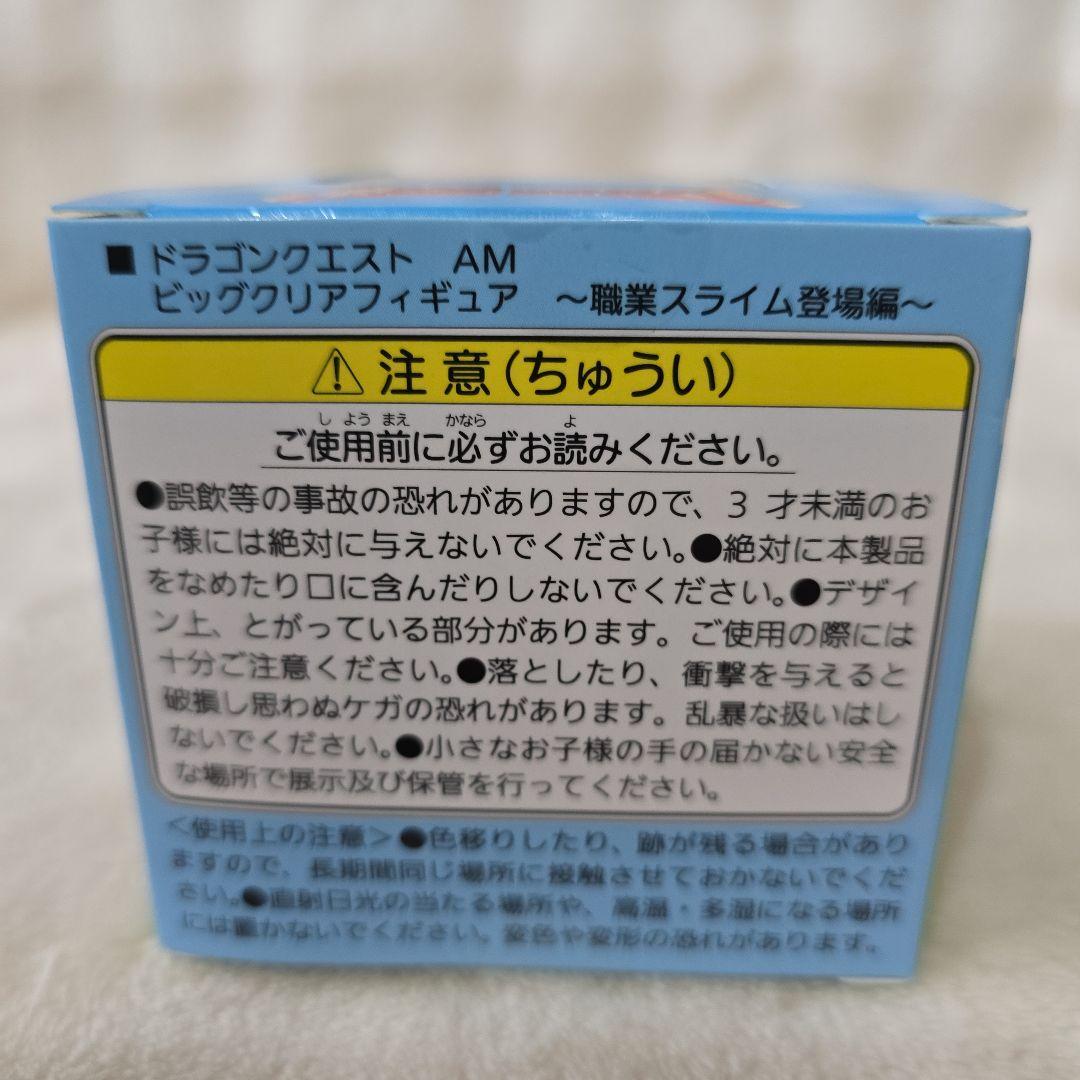 ■ドラゴンクエスト AM
ビッグクリアフィギュア ～職業スライム登場編～
⚠注意(ちゅうい)
し よう まえ かなら よ
ご使用前に必ずお読みください。
●誤飲等の事故の恐れがありますので、3 才未満のお
子様には絶対に与えないでください。●絶対に本製品
をなめたり口に含んだりしないでください。●デザイ
ン上、とがっている部分があります。ご使用の際には
十分ご注意ください。●落としたり、衝撃を与えると
破損し思わぬケガの恐れがあります。乱暴な扱いはし
ないでください。●小さなお子様の手の届かない安全
な場所で展示及び保管を行ってください。
<使用上の注意>●色移りしたり、跡が残る場合があり
ますので、長期間同じ場所に接触させておかないでくだ
さい。●直射日光の当たる場所や、高温・多湿になる場所
には置かないでください。変色や変形の恐れがあります。